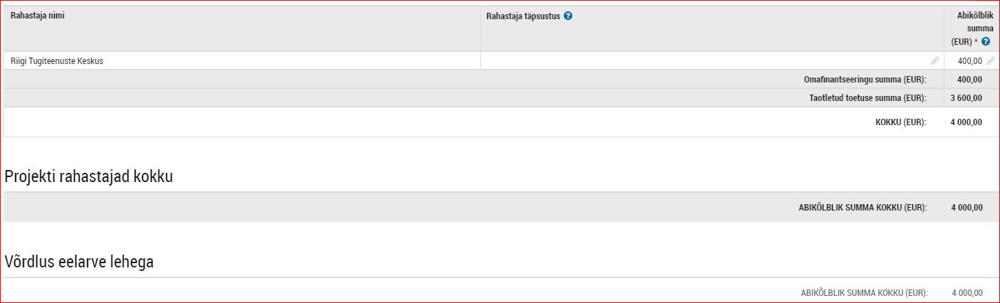 Rahastaja nimi
Rahastaja täpsustus
Abikõlblik
summa
(EUR) *
Riigi Tugiteenuste Keskus
400,00
Omafinantseeringu summa (EUR): 400,00
Taotletud toetuse summa (EUR): 3 600,00
KOKKU (EUR): 4 000,00
Projekti rahastajad kokku
ABIKÕLBLIK SUMMA KOKKU (EUR): 4 000,00
Võrdlus eelarve lehega
ABIKÕLBLIK SUMMA KOKKU (EUR): 4 000,00